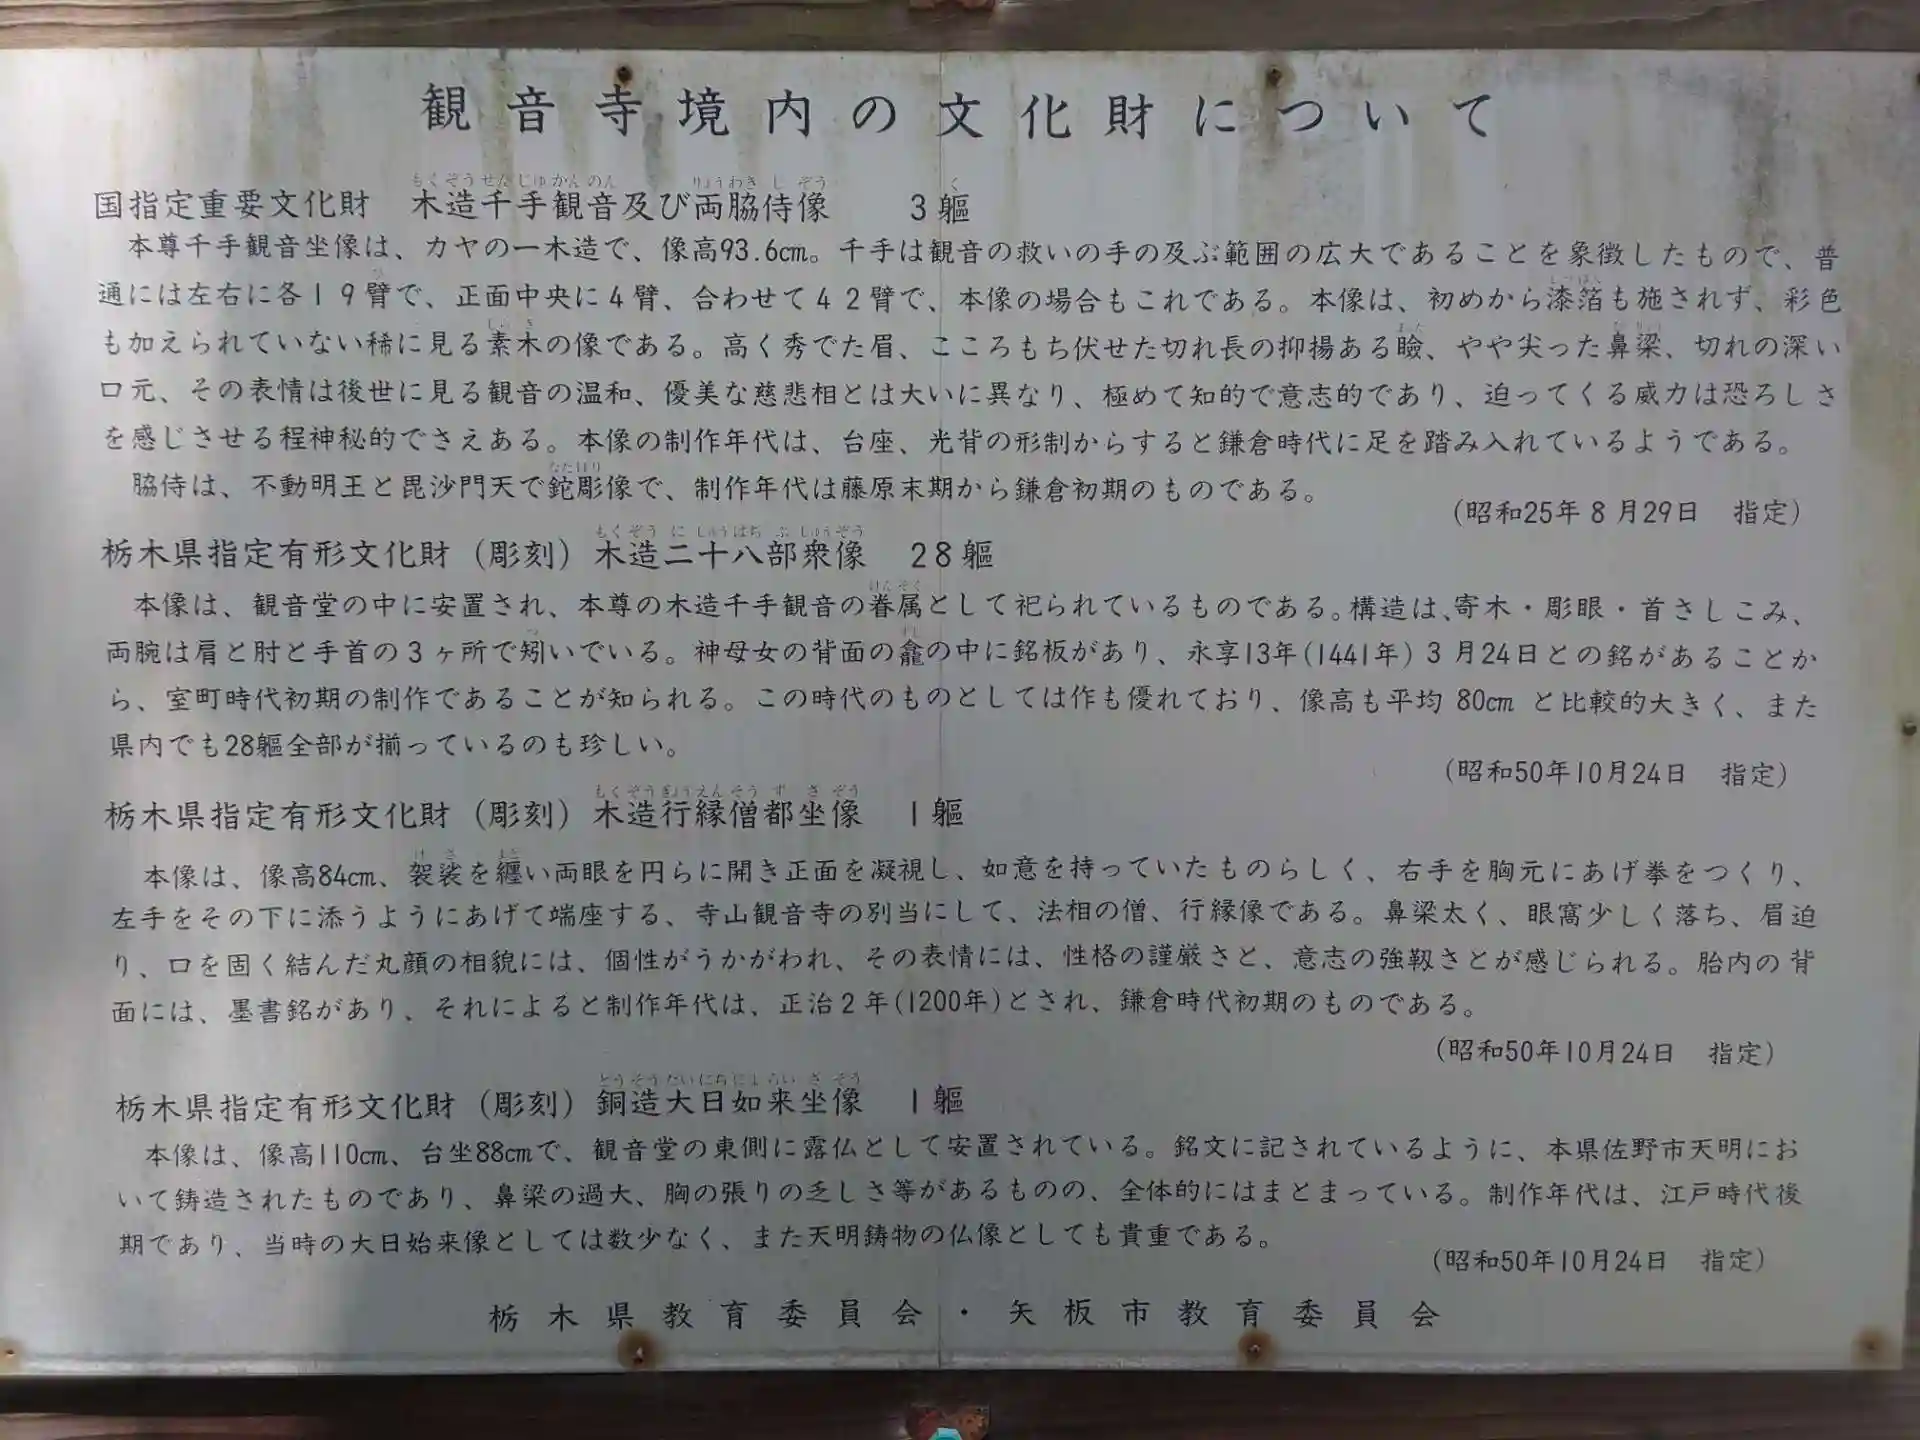 観音寺境内の文化財について
国指定重要文化財　木造千手観音及び両脇侍像　　3軀
本尊千手観音坐像は、カヤの一木造で、像高93.6㎝。千手は観音の救いの手の及ぶ範囲の広大であることを象徴したもので、普
通には左右に各19臂で、正面中央に4臂、合わせて42臂で、本像の場合もこれである。本像は、初めから漆箔も施されず、彩色
も加えられていない稀に見る素木の像である。高く秀でた眉、こころもち伏せた切れ長の抑揚ある瞼、やや尖った鼻梁、切れの深い
口元、その表情は後世に見る観音の温和、優美な慈悲相とは大いに異なり、極めて知的で意志的であり、迫ってくる威力は恐ろしさ
を感じさせる程神秘的でさえある。本像の制作年代は、台座、光背の形制からすると鎌倉時代に足を踏み入れているようである。
脇侍は、不動明王と毘沙門天で鉈彫像で、制作年代は藤原末期から鎌倉初期のものである。
(昭和25年8月29日　指定)
栃木県指定有形文化財（彫刻）木造二十八部衆像　28軀
本像は、観音堂の中に安置され、本尊の木造千手観音の眷属として祀られているものである。構造は、寄木・彫眼・首さしこみ、
両腕は肩と肘と手首の3ヶ所で矧いでいる。神母女の背面の龕の中に銘板があり、永享13年(1441年)3月24日との銘があることか
ら、室町時代初期の制作であることが知られる。この時代のものとしては作も優れており、像高も平均 80㎝ と比較的大きく、また
県内でも28軀全部が揃っているのも珍しい。
(昭和50年10月24日　指定)
栃木県指定有形文化財（彫刻）木造行縁僧都坐像　1軀
本像は、像高84㎝、袈裟を纏い両眼を円らに開き正面を凝視し、如意を持っていたものらしく、右手を胸元にあげ拳をつくり、
左手をその下に添うようにあげて端座する、寺山観音寺の別当にして、法相の僧、行縁像である。鼻梁太く、眼窩少しく落ち、眉迫
り、口を固く結んだ丸顔の相貌には、個性がうかがわれ、その表情には、性格の謹厳さと、意志の強靱さとが感じられる。胎内の背
面には、墨書銘があり、それによると制作年代は、正治2年(1200年)とされ、鎌倉時代初期のものである。
(昭和50年10月24日　指定)
栃木県指定有形文化財（彫刻）銅造大日如来坐像　1軀
本像は、像高110㎝、台坐88㎝で、観音堂の東側に露仏として安置されている。銘文に記されているように、本県佐野市天明にお
いて鋳造されたものであり、鼻梁の過大、胸の張りの乏しさ等があるものの、全体的にはまとまっている。制作年代は、江戸時代後
期であり、当時の大日始来像としては数少なく、また天明鋳物の仏像としても貴重である。
(昭和50年10月24日　指定)
栃木県教育委員会・矢板市教育委員会